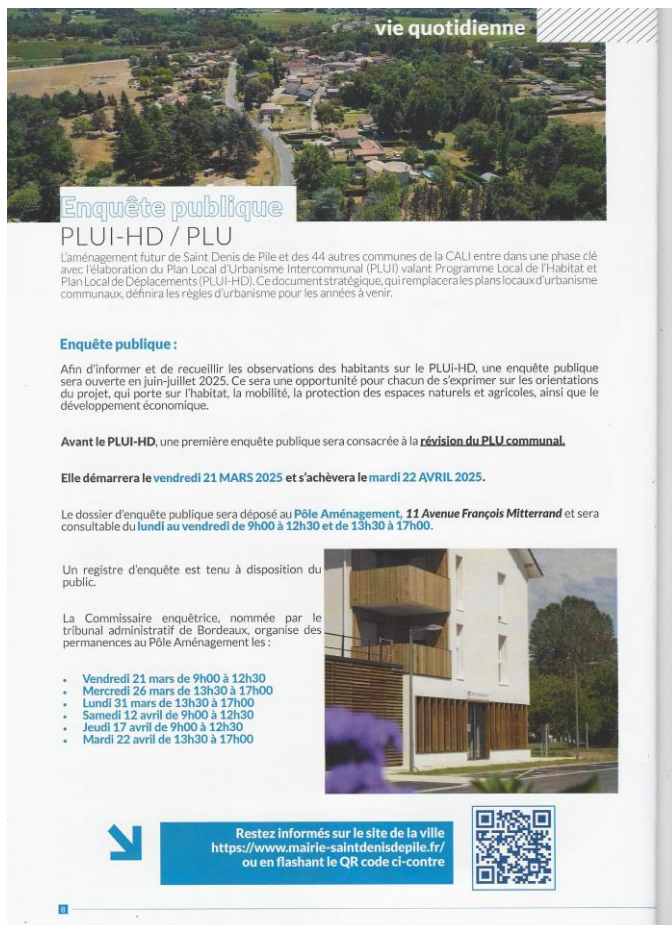 vie quotidienne
Enquête publique
PLUI-HD / PLU
L'aménagement futur de Saint Denis de Pile et des 44 autres communes de la CALI entre dans une phase clé
avec l'élaboration du Plan Local d'Urbanisme Intercommunal (PLUI) valant Programme Local de l'Habitat et
Plan Local de Déplacements (PLUI-HD). Ce document stratégique, qui remplacera les plans locaux d'urbanisme
communaux, définira les règles d'urbanisme pour les années à venir.
Enquête publique :
Afin d'informer et de recueillir les observations des habitants sur le PLUi-HD, une enquête publique
sera ouverte en juin-juillet 2025. Ce sera une opportunité pour chacun de s'exprimer sur les orientations
du projet, qui porte sur l'habitat, la mobilité, la protection des espaces naturels et agricoles, ainsi que le
développement économique.
Avant le PLUI-HD, une première enquête publique sera consacrée à la révision du PLU communal.
Elle démarrera le vendredi 21 MARS 2025 et s'achèvera le mardi 22 AVRIL 2025.
Le dossier d'enquête publique sera déposé au Pôle Aménagement, 11 Avenue François Mitterrand et sera
consultable du lundi au vendredi de 9h00 à 12h30 et de 13h30 à 17h00.
Un registre d'enquête est tenu à disposition du
public.
La Commissaire enquêtrice, nommée par le
tribunal administratif de Bordeaux, organise des
permanences au Pôle Aménagement les :
• Vendredi 21 mars de 9h00 à 12h30
• Mercredi 26 mars de 13h30 à 17h00
• Lundi 31 mars de 13h30 à 17h00
• Samedi 12 avril de 9h00 à 12h30
• Jeudi 17 avril de 9h00 à 12h30
• Mardi 22 avril de 13h30 à 17h00
Restez informés sur le site de la ville
https://www.mairie-saintdenisdepile.fr/
ou en flashant le QR code ci-contre
8